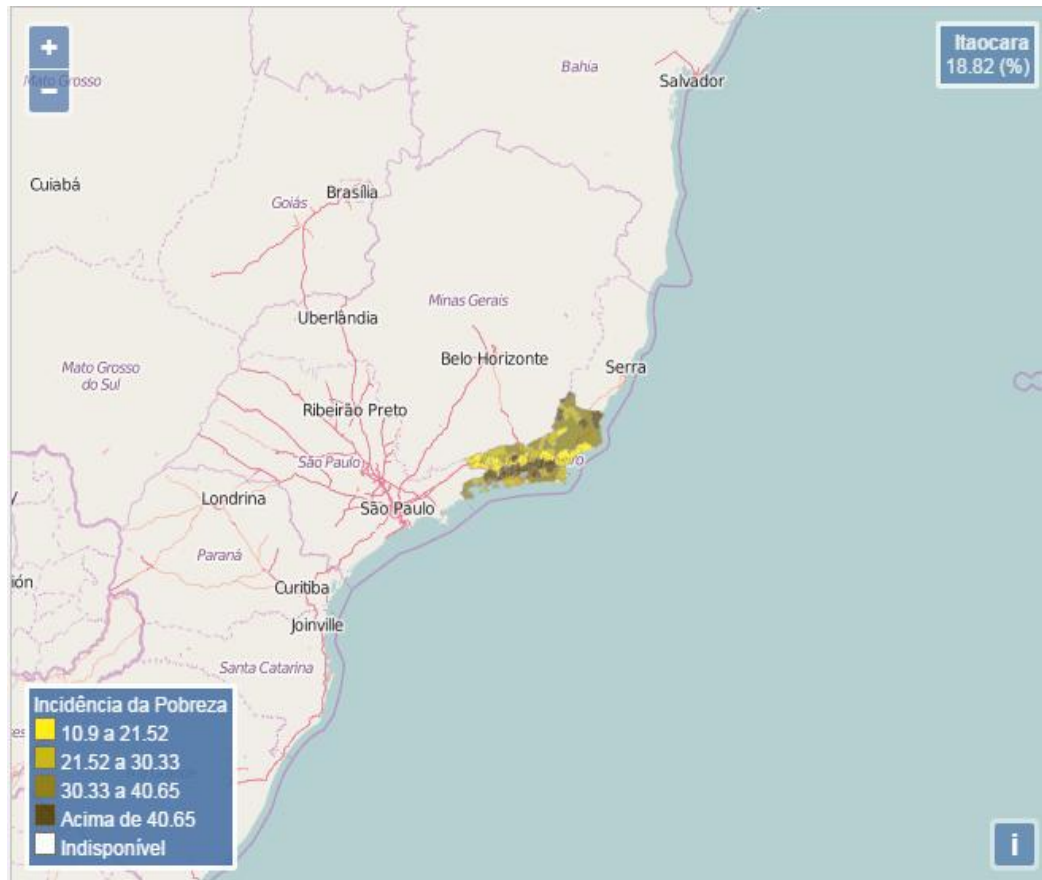 +
−
Itaocara
18.82 (%)
Bahia
Salvador
Mato Grosso
Cuiabá
Brasília
Goiás
Minas Gerais
Uberlândia
Belo Horizonte
Serra
Mato Grosso
do Sul
Ribeirão Preto
São Paulo
ro
Londrina
São Paulo
Paraná
ión
Curitiba
Joinville
Santa Catarina
Incidência da Pobreza
10.9 a 21.52
21.52 a 30.33
30.33 a 40.65
Acima de 40.65
Indisponível
i